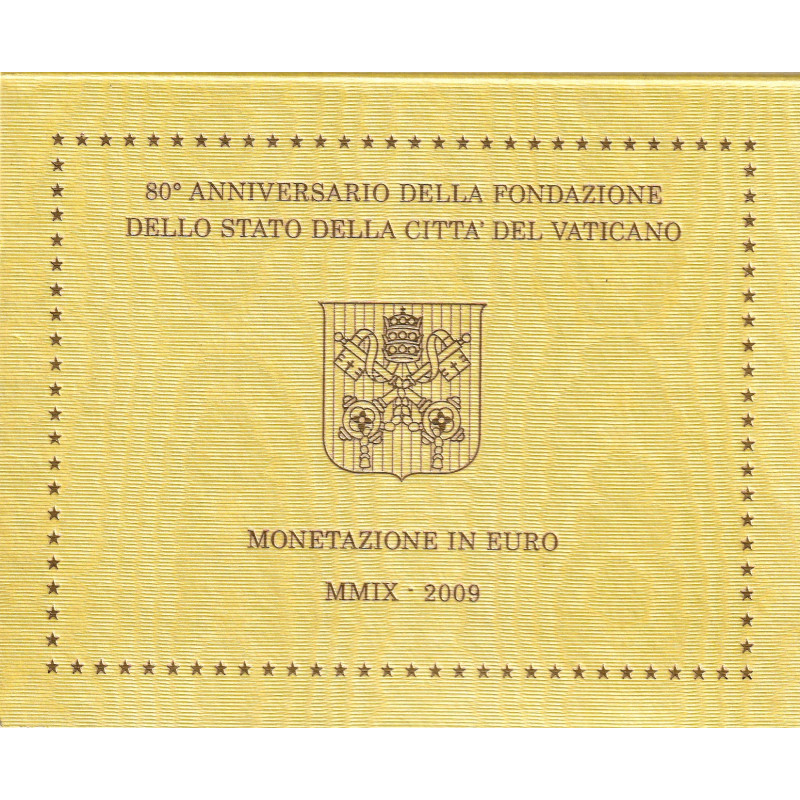 80° ANNIVERSARIO DELLA FONDAZIONE
DELLO STATO DELLA CITTA' DEL VATICANO
MONETAZIONE IN EURO
MMIX - 2009